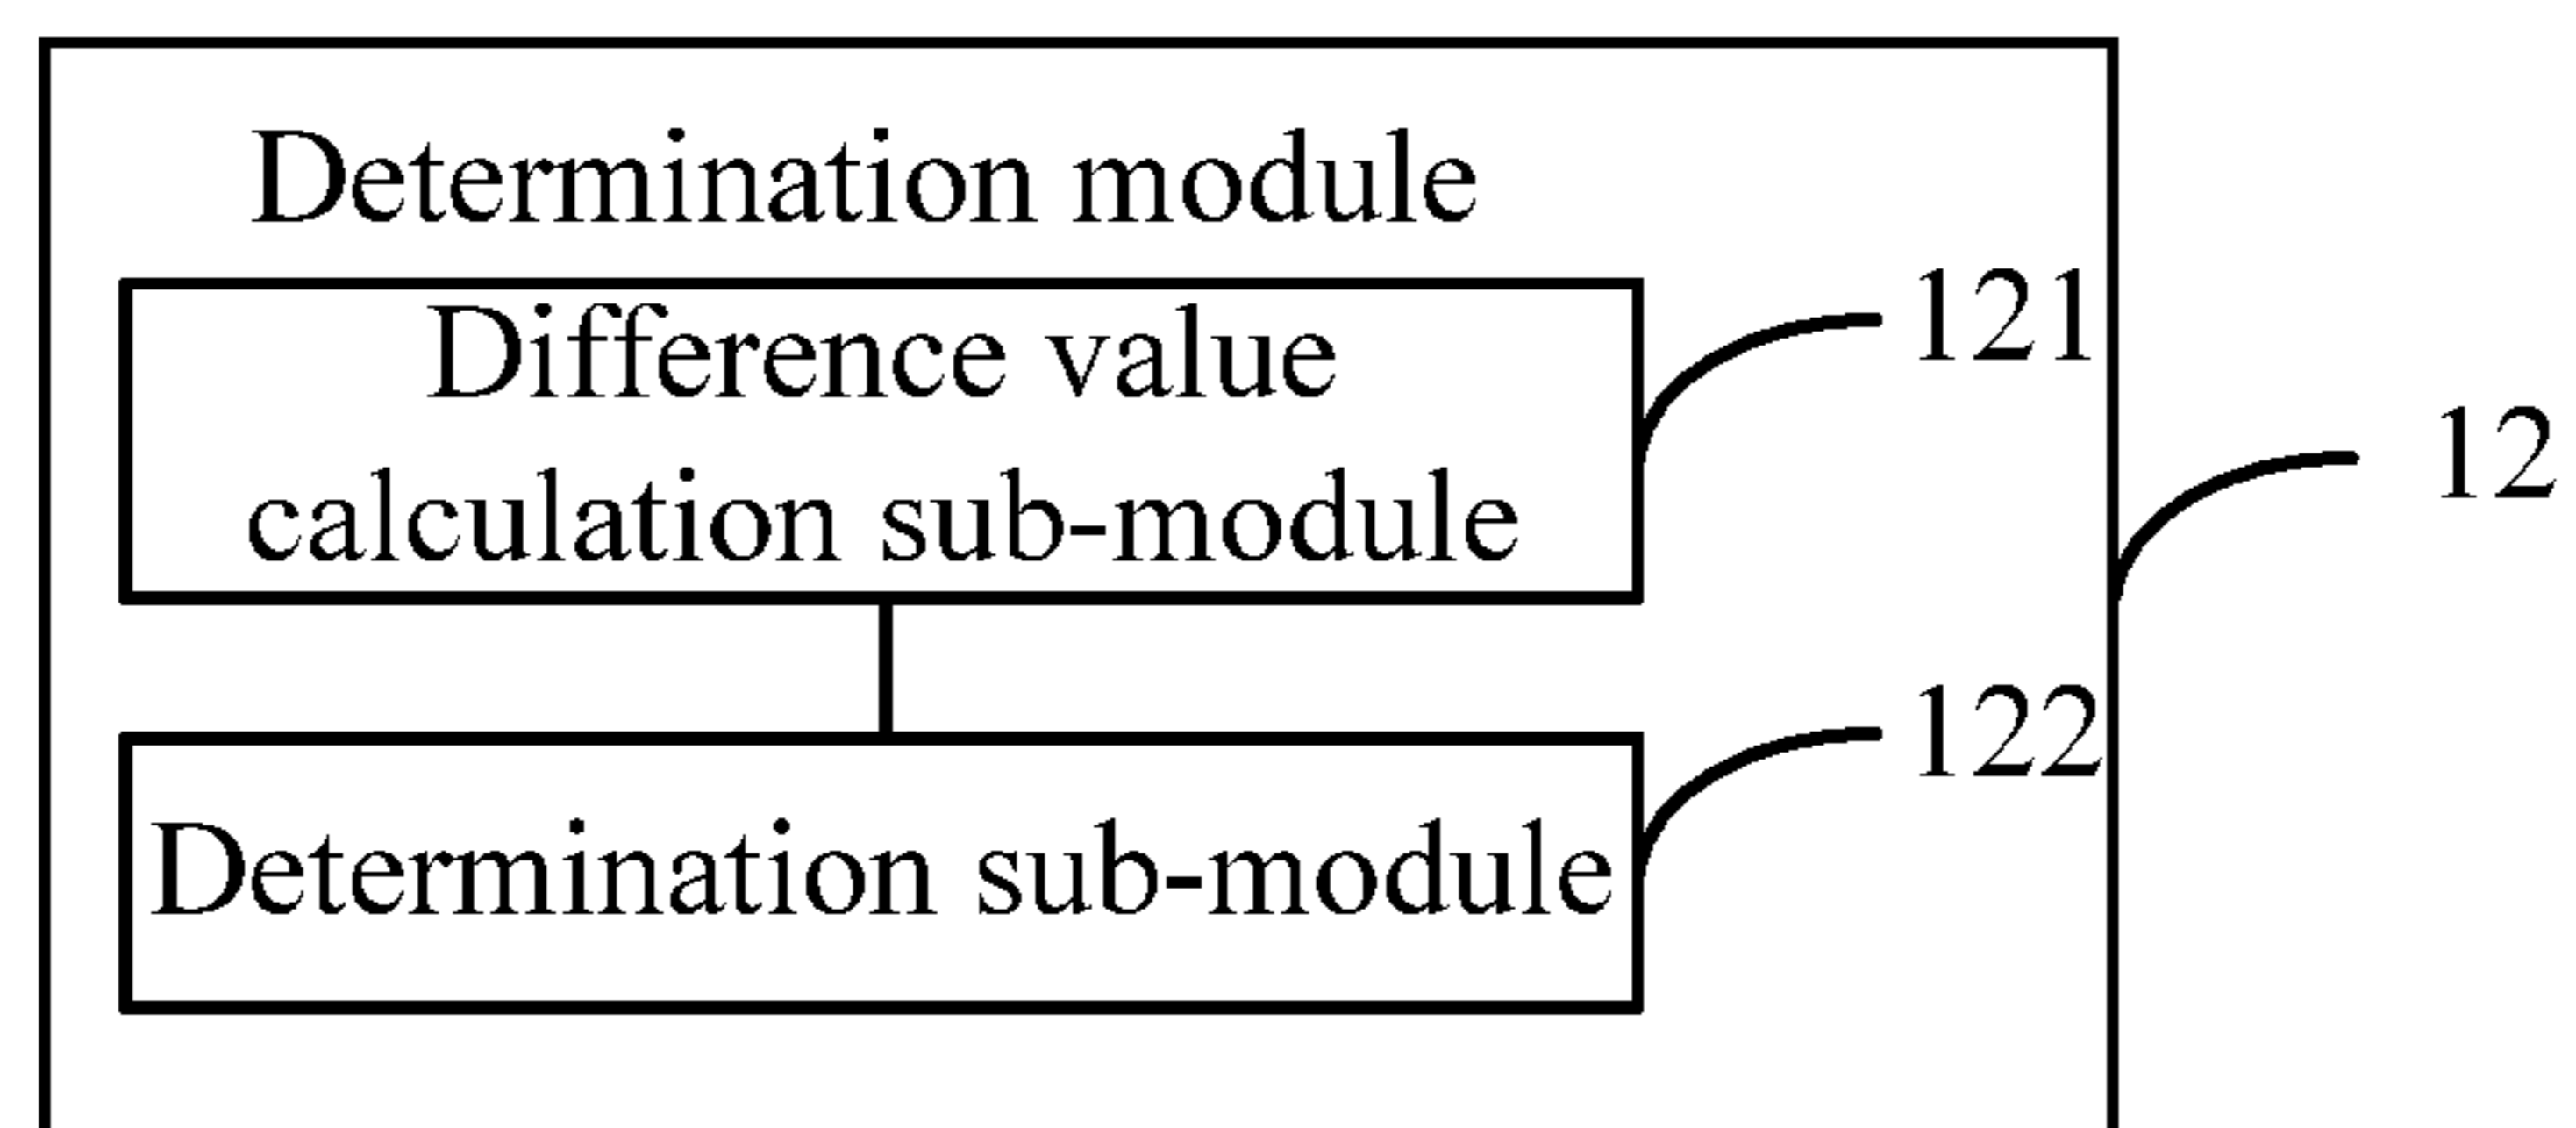 Determination module
Difference value
121
calculation sub-module
12
122
Determination sub-module